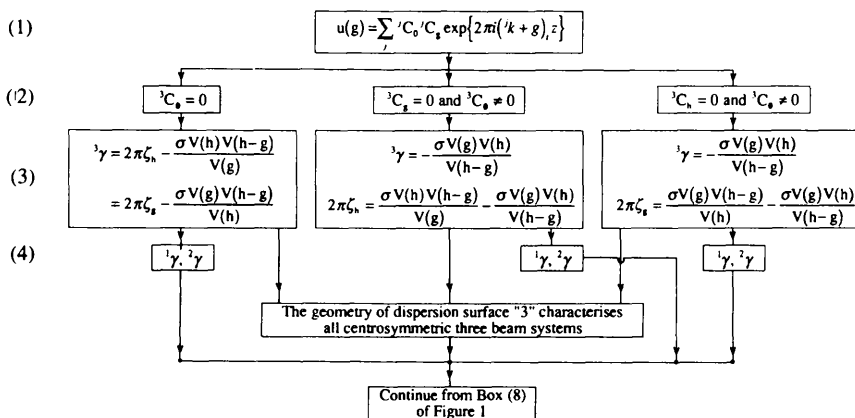 (1)
u(g) = ∑_j ʲC₀ ʲC_g exp{2πi(ʲk + g)_z z}
(2)
³C₀ = 0
³C_g = 0 and ³C₀ ≠ 0
³C_h = 0 and ³C₀ ≠ 0
(3)
³γ = 2πζ_h − σV(h)V(h−g)/V(g)
= 2πζ_g − σV(g)V(h−g)/V(h)
³γ = −σV(g)V(h)/V(h−g)
2πζ_h = σV(h)V(h−g)/V(g) − σV(g)V(h)/V(h−g)
³γ = −σV(g)V(h)/V(h−g)
2πζ_g = σV(g)V(h−g)/V(h) − σV(g)V(h)/V(h−g)
(4)
¹γ, ²γ
¹γ, ²γ
¹γ, ²γ
The geometry of dispersion surface "3" characterises
all centrosymmetric three beam systems
Continue from Box (8)
of Figure 1